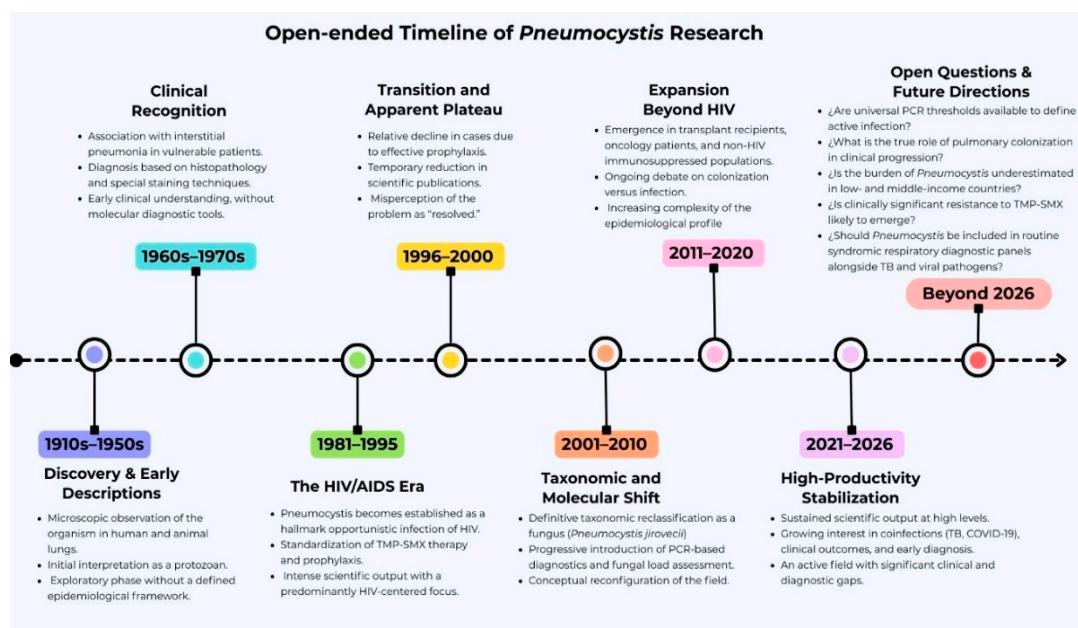 Open-ended Timeline of Pneumocystis Research
Clinical
Recognition
• Association with interstitial
pneumonia in vulnerable patients.
• Diagnosis based on histopathology
and special staining techniques.
• Early clinical understanding, without
molecular diagnostic tools.
1960s–1970s
Transition and
Apparent Plateau
• Relative decline in cases due
to effective prophylaxis.
• Temporary reduction in
scientific publications.
• Misperception of the
problem as “resolved.”
1996–2000
Expansion
Beyond HIV
• Emergence in transplant recipients,
oncology patients, and non-HIV
immunosuppressed populations.
• Ongoing debate on colonization
versus infection.
• Increasing complexity of the
epidemiological profile
2011–2020
Open Questions &
Future Directions
• ¿Are universal PCR thresholds available to define
active infection?
• ¿What is the true role of pulmonary colonization
in clinical progression?
• ¿Is the burden of Pneumocystis underestimated
in low- and middle-income countries?
• ¿Is clinically significant resistance to TMP-SMX
likely to emerge?
• ¿Should Pneumocystis be included in routine
syndromic respiratory diagnostic panels
alongside TB and viral pathogens?
Beyond 2026
1910s–1950s
Discovery & Early
Descriptions
• Microscopic observation of the
organism in human and animal
lungs.
• Initial interpretation as a protozoan.
• Exploratory phase without a defined
epidemiological framework.
1981–1995
The HIV/AIDS Era
• Pneumocystis becomes established as a
hallmark opportunistic infection of HIV.
• Standardization of TMP-SMX therapy
and prophylaxis.
• Intense scientific output with a
predominantly HIV-centered focus.
2001–2010
Taxonomic and
Molecular Shift
• Definitive taxonomic reclassification as a
fungus (Pneumocystis jirovecii)
• Progressive introduction of PCR-based
diagnostics and fungal load assessment.
• Conceptual reconfiguration of the field.
2021–2026
High-Productivity
Stabilization
• Sustained scientific output at high levels.
• Growing interest in coinfections (TB, COVID-19),
clinical outcomes, and early diagnosis.
• An active field with significant clinical and
diagnostic gaps.